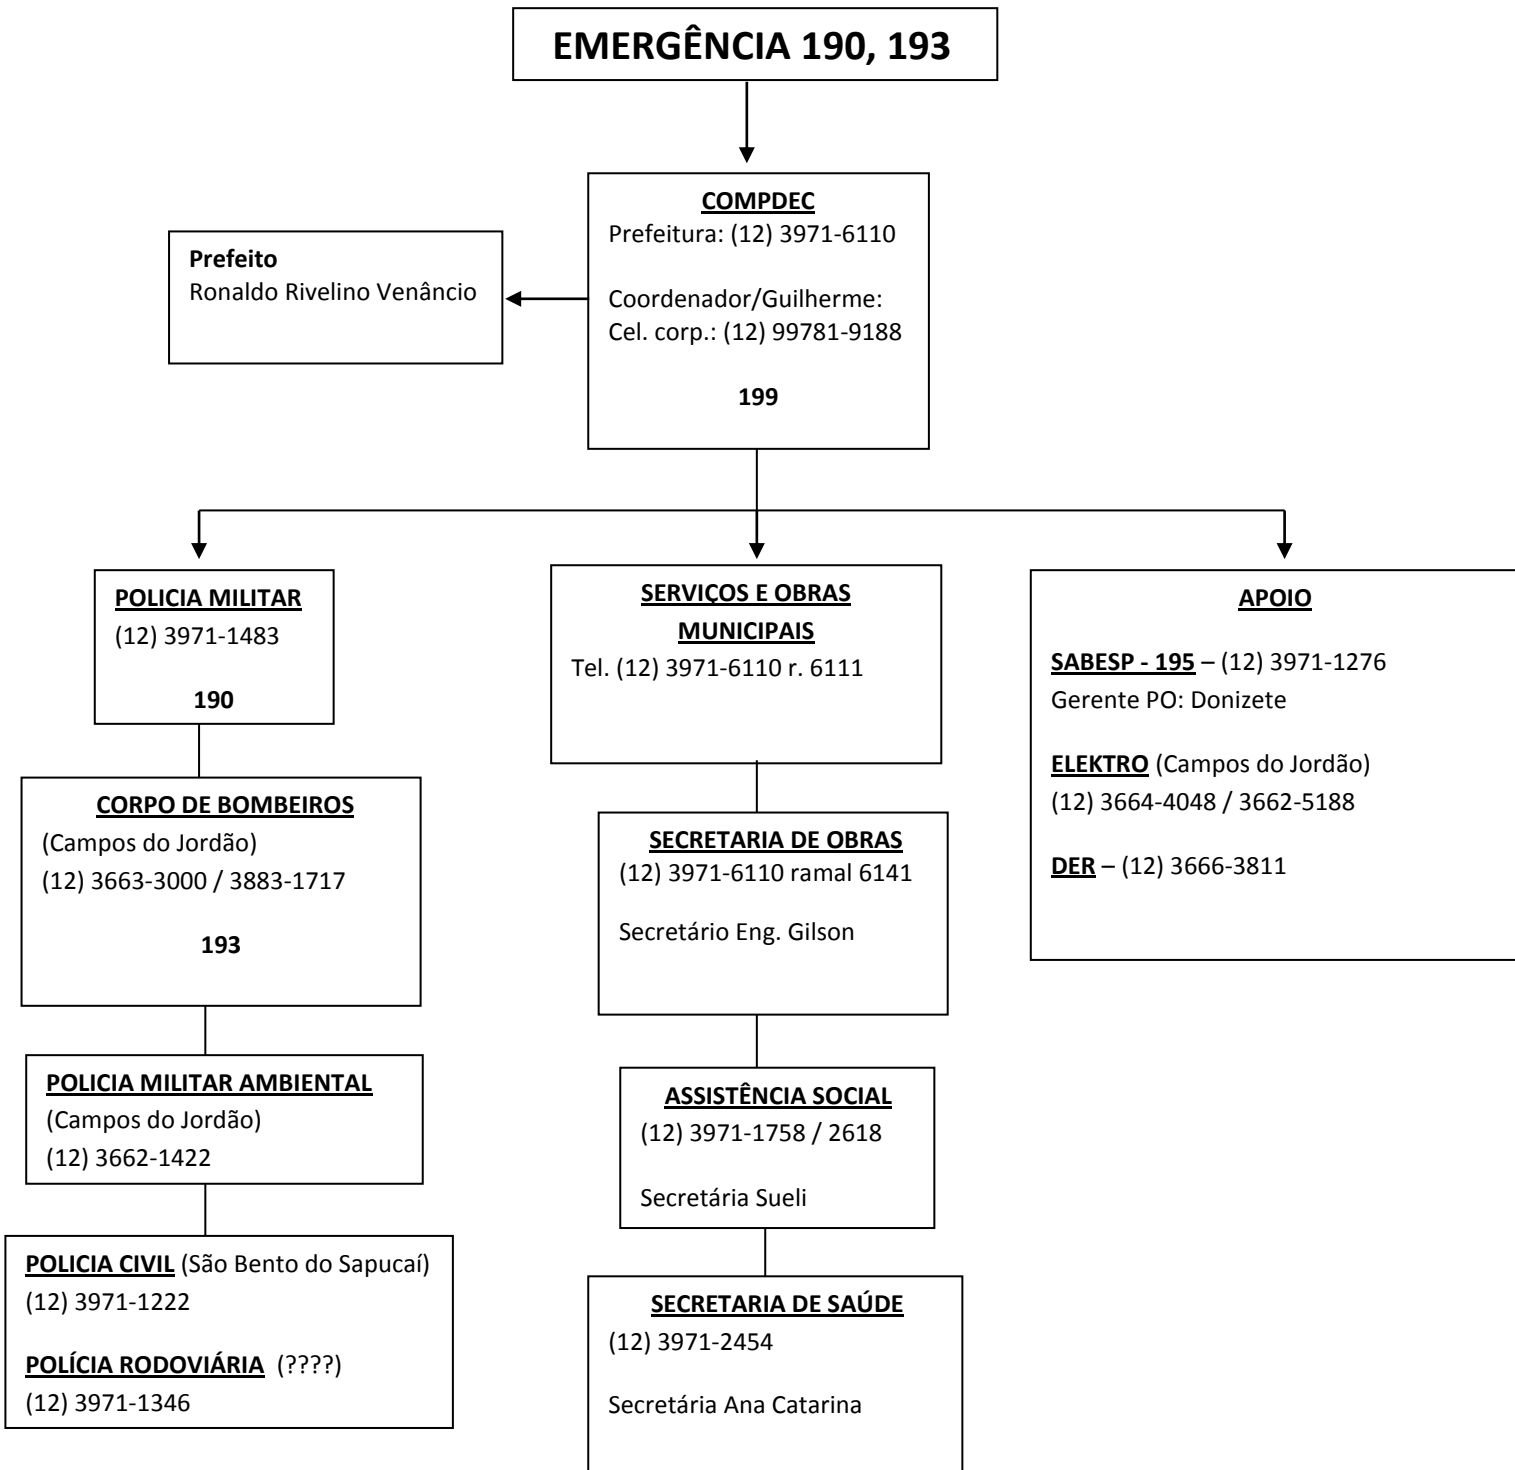 EMERGÊNCIA 190, 193
COMPDEC
Prefeitura: (12) 3971-6110
Coordenador/Guilherme:
Cel. corp.: (12) 99781-9188
199
Prefeito
Ronaldo Rivelino Venâncio
POLICIA MILITAR
(12) 3971-1483
190
CORPO DE BOMBEIROS
(Campos do Jordão)
(12) 3663-3000 / 3883-1717
193
POLICIA MILITAR AMBIENTAL
(Campos do Jordão)
(12) 3662-1422
POLICIA CIVIL (São Bento do Sapucaí)
(12) 3971-1222
POLÍCIA RODOVIÁRIA (????)
(12) 3971-1346
SERVIÇOS E OBRAS
MUNICIPAIS
Tel. (12) 3971-6110 r. 6111
SECRETARIA DE OBRAS
(12) 3971-6110 ramal 6141
Secretário Eng. Gilson
ASSISTÊNCIA SOCIAL
(12) 3971-1758 / 2618
Secretária Sueli
SECRETARIA DE SAÚDE
(12) 3971-2454
Secretária Ana Catarina
APOIO
SABESP - 195 – (12) 3971-1276
Gerente PO: Donizete
ELEKTRO (Campos do Jordão)
(12) 3664-4048 / 3662-5188
DER – (12) 3666-3811